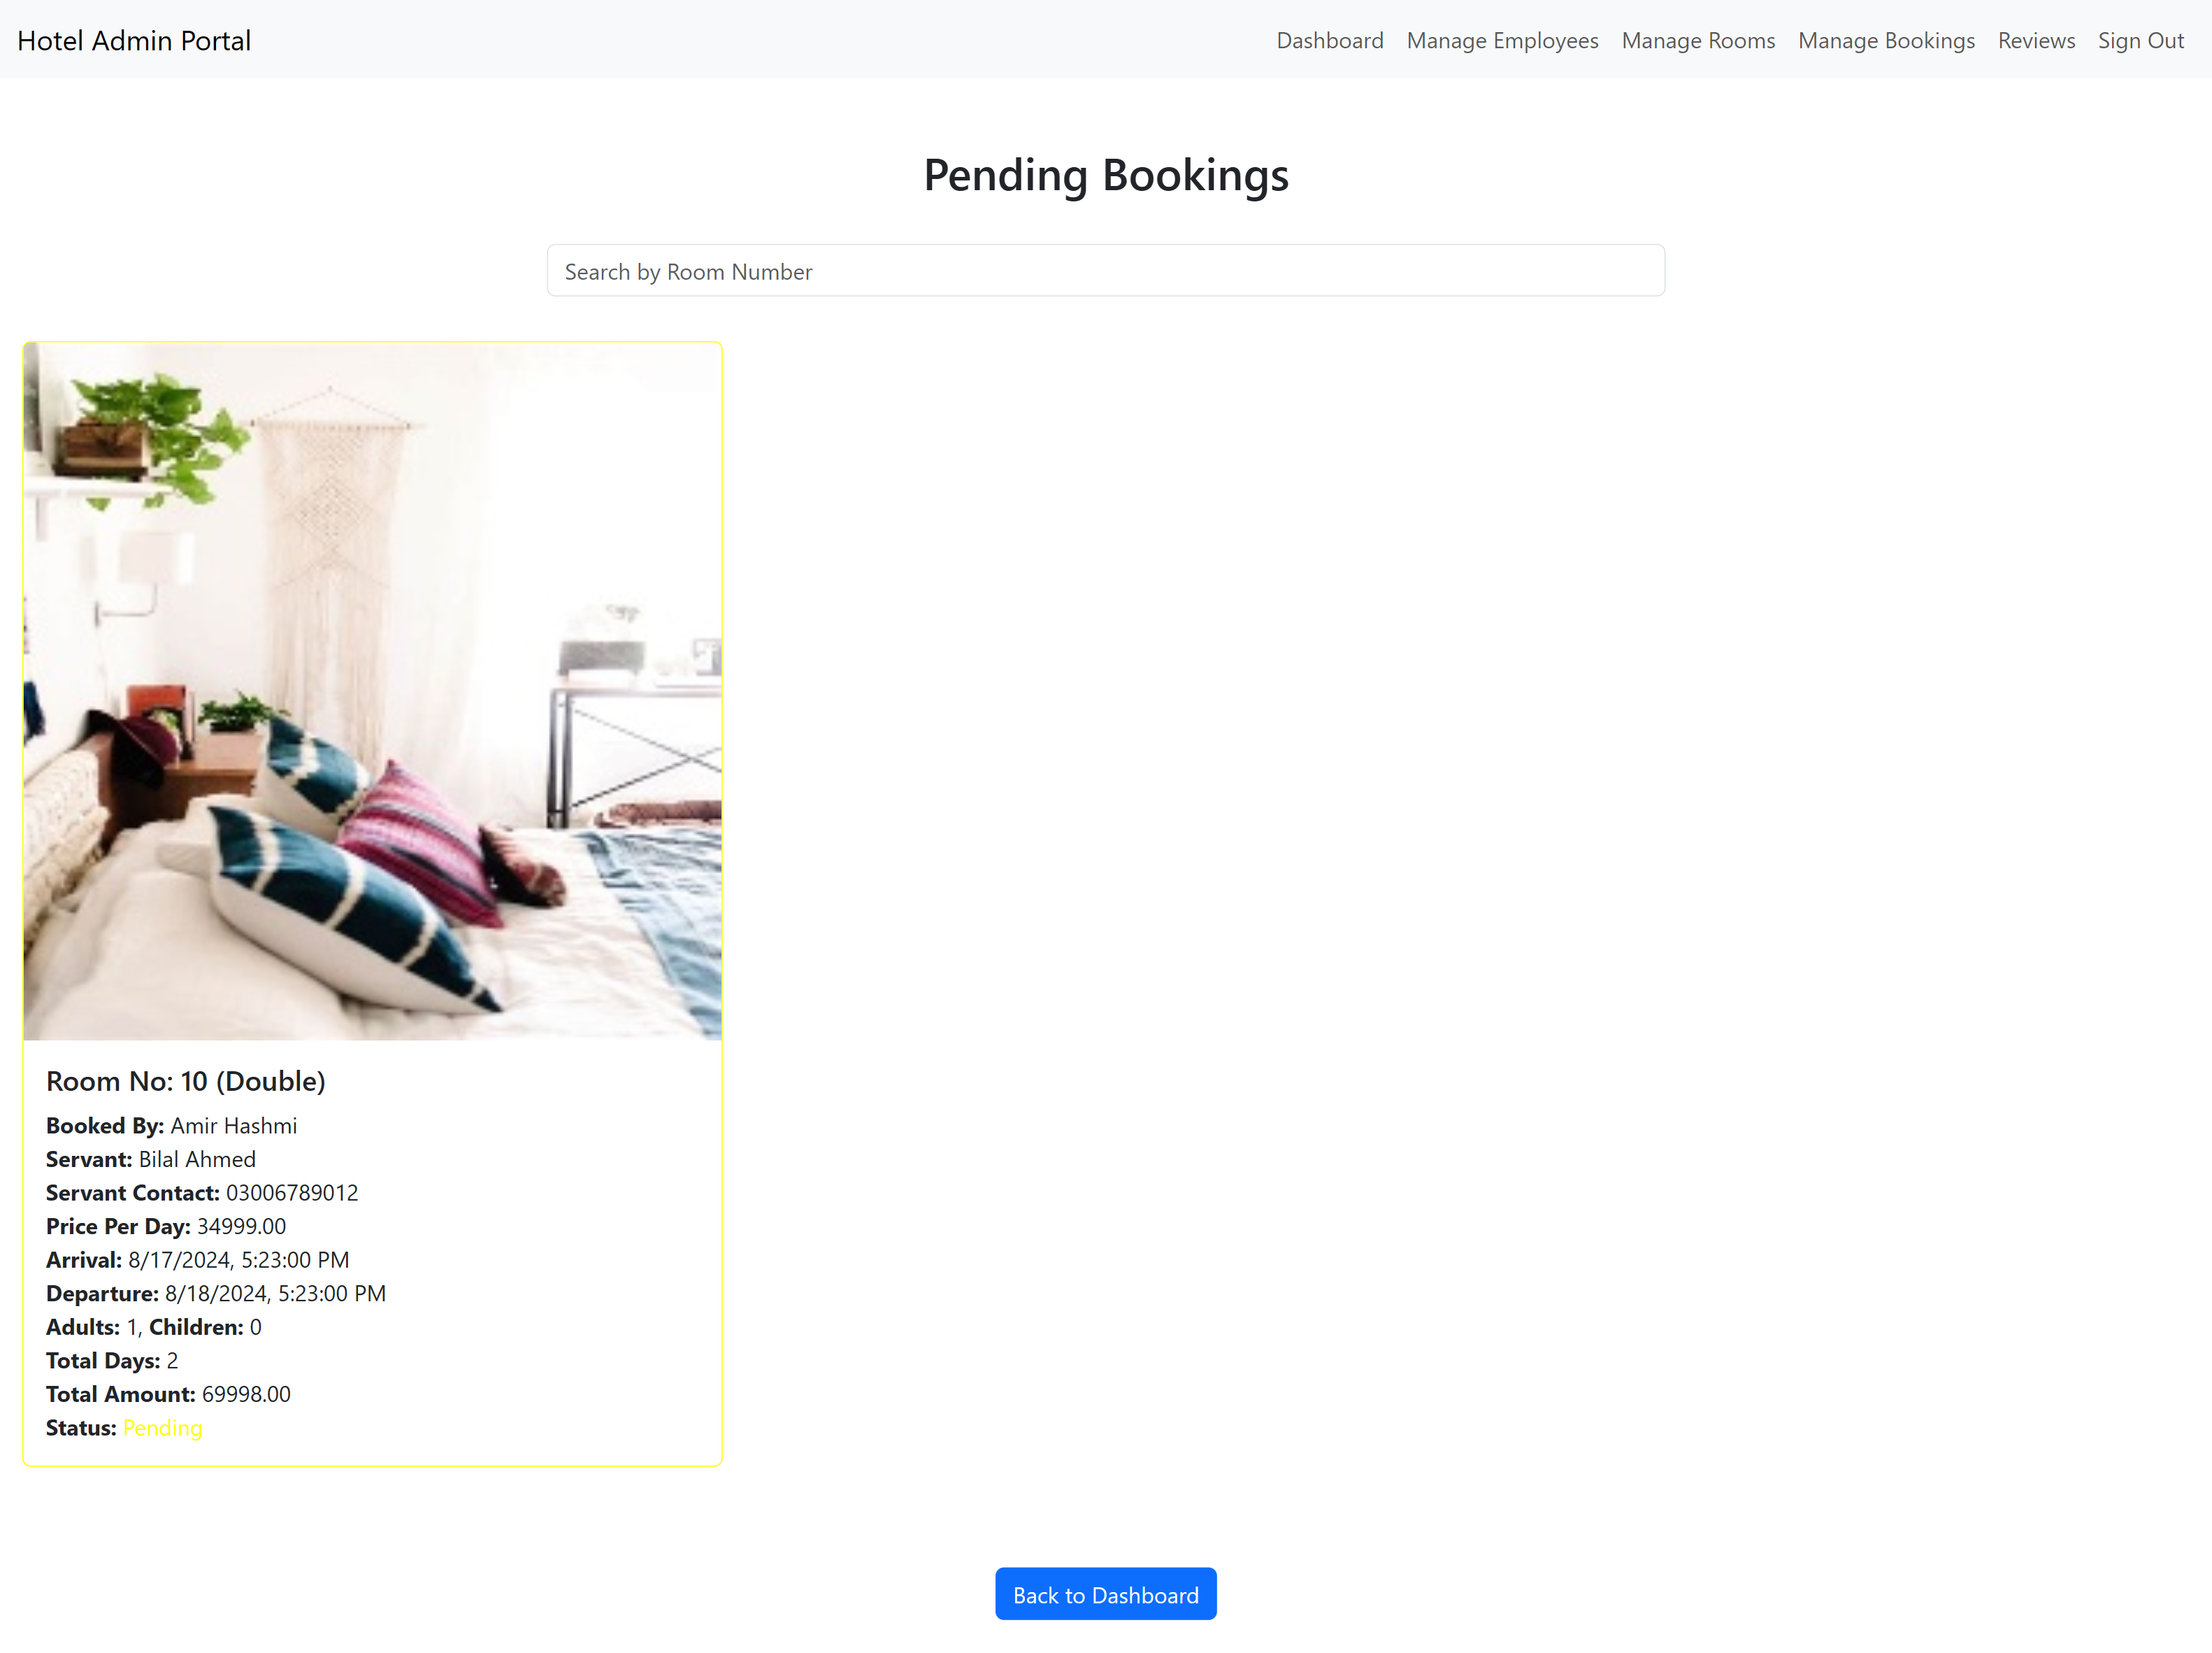 Hotel Admin Portal
Dashboard Manage Employees Manage Rooms Manage Bookings Reviews Sign Out
Pending Bookings
Search by Room Number
Room No: 10 (Double)
Booked By: Amir Hashmi
Servant: Bilal Ahmed
Servant Contact: 03006789012
Price Per Day: 34999.00
Arrival: 8/17/2024, 5:23:00 PM
Departure: 8/18/2024, 5:23:00 PM
Adults: 1, Children: 0
Total Days: 2
Total Amount: 69998.00
Status: Pending
Back to Dashboard